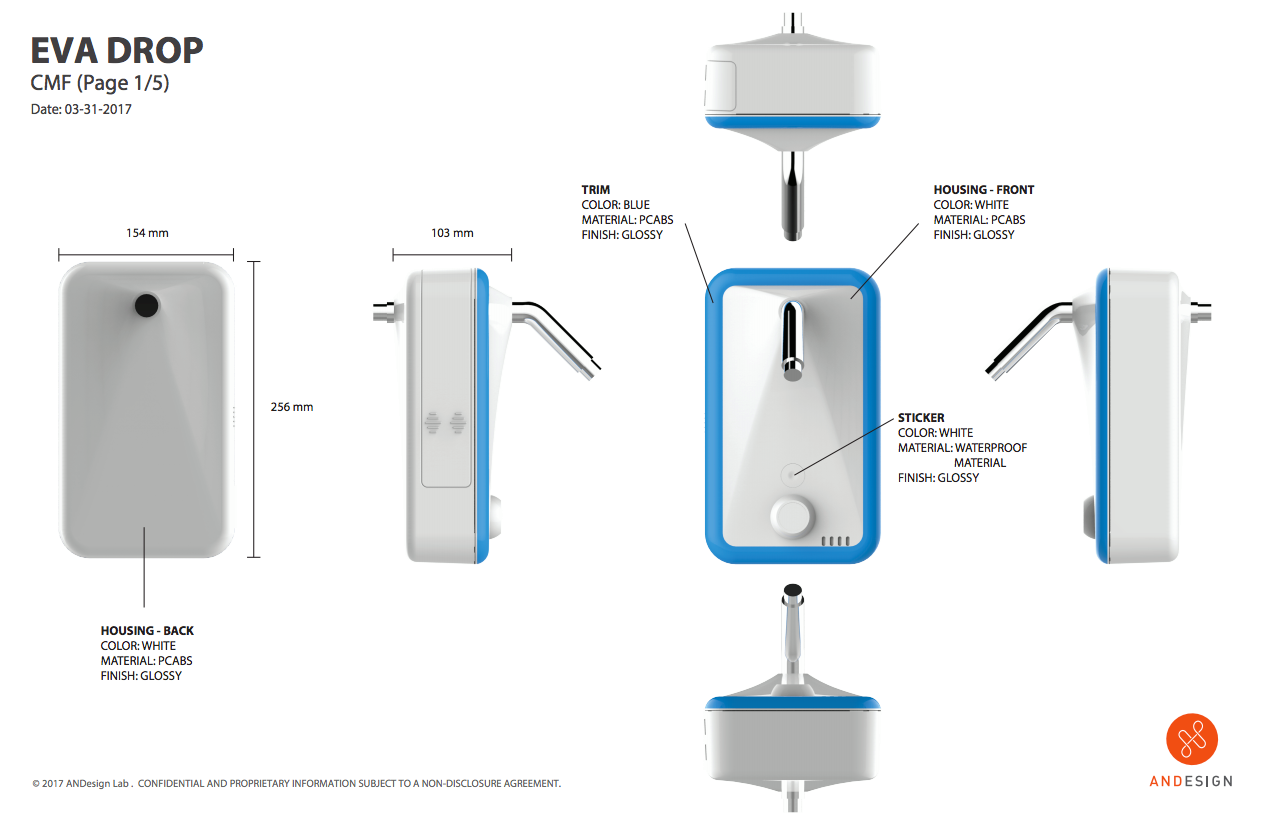 EVA DROP
CMF (Page 1/5)
Date: 03-31-2017
TRIM
COLOR: BLUE
MATERIAL: PCABS
FINISH: GLOSSY
HOUSING - FRONT
COLOR: WHITE
MATERIAL: PCABS
FINISH: GLOSSY
154 mm
103 mm
256 mm
STICKER
COLOR: WHITE
MATERIAL: WATERPROOF
MATERIAL
FINISH: GLOSSY
HOUSING - BACK
COLOR: WHITE
MATERIAL: PCABS
FINISH: GLOSSY
© 2017 ANDesign Lab . CONFIDENTIAL AND PROPRIETARY INFORMATION SUBJECT TO A NON-DISCLOSURE AGREEMENT.
ANDESIGN